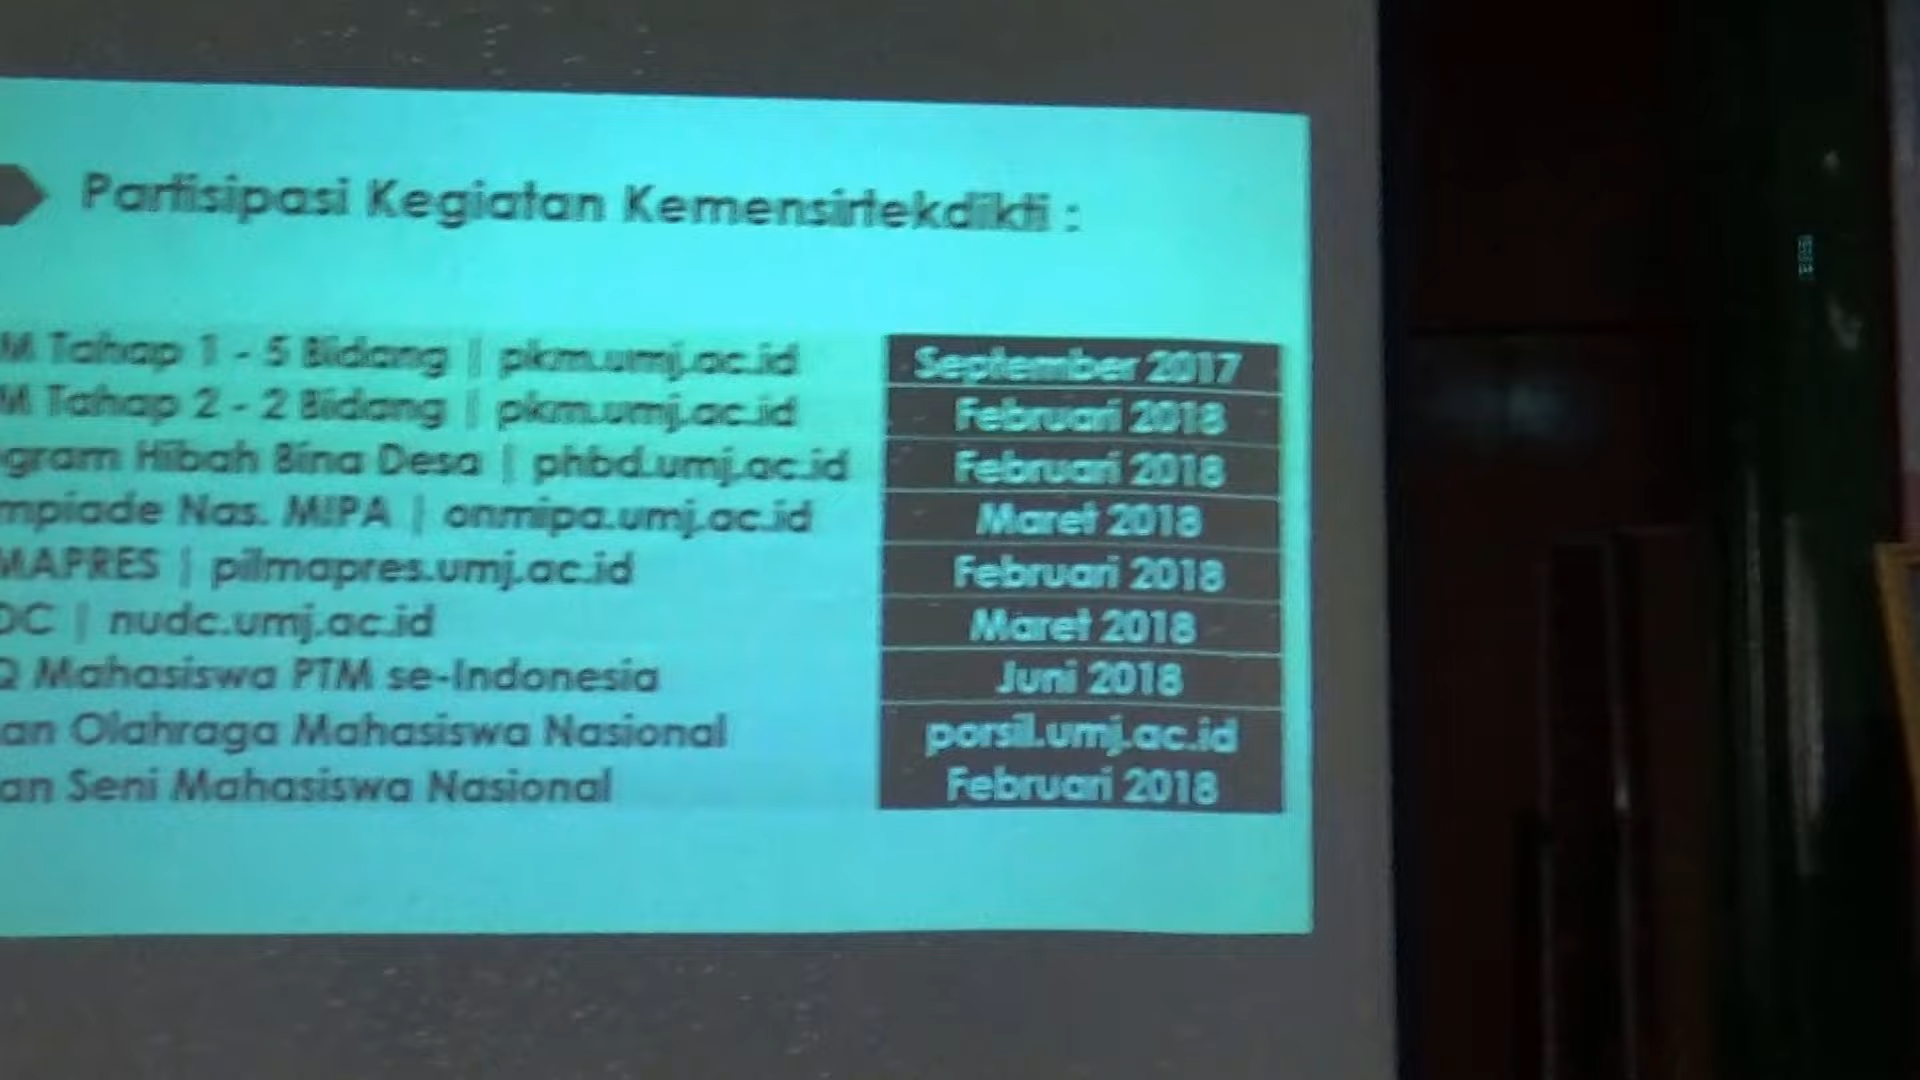 Partisipasi Kegiatan Kemensirtekdikti :
M Tahap 1 - 5 Bidang | pkm.umj.ac.id September 2017
M Tahap 2 - 2 Bidang | pkm.umj.ac.id Februari 2018
gram Hibah Bina Desa | phbd.umj.ac.id Februari 2018
mpiade Nas. MIPA | onmipa.umj.ac.id Maret 2018
MAPRES | pilmapres.umj.ac.id Februari 2018
DC | nudc.umj.ac.id Maret 2018
Q Mahasiswa PTM se-Indonesia Juni 2018
an Olahraga Mahasiswa Nasional porsil.umj.ac.id
an Seni Mahasiswa Nasional Februari 2018